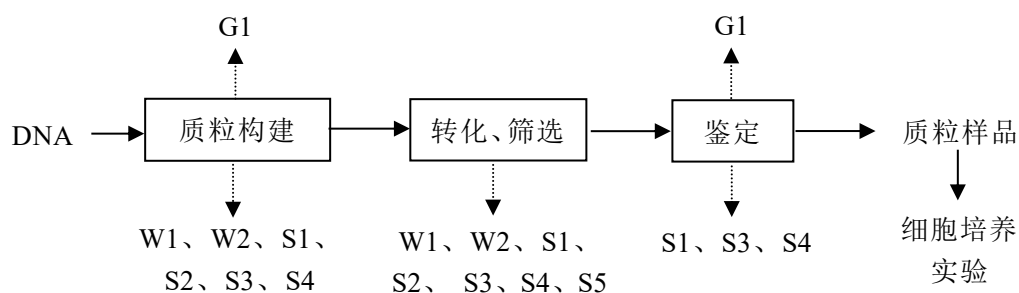 G1
G1
DNA
质粒构建
转化、筛选
鉴定
质粒样品
W1、W2、S1、
S2、S3、S4
W1、W2、S1、
S2、 S3、S4、S5
S1、S3、S4
细胞培养
实验